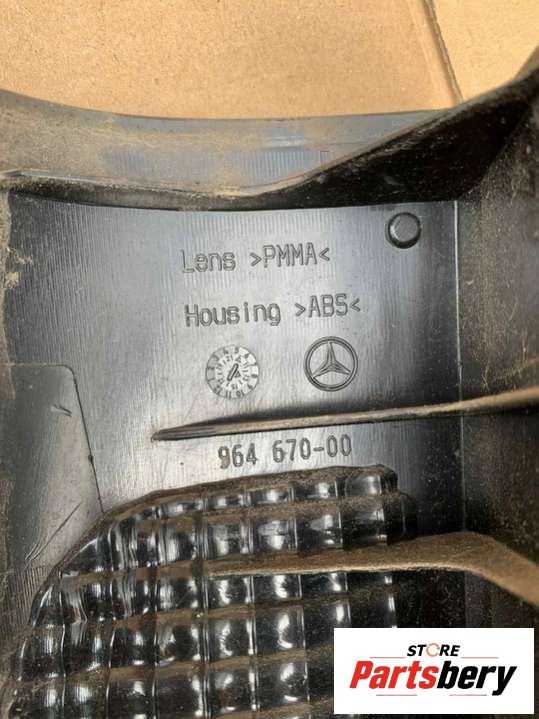 Lens >PMMA<
Housing >ABS<
964 670-00
STORE
Partsbery